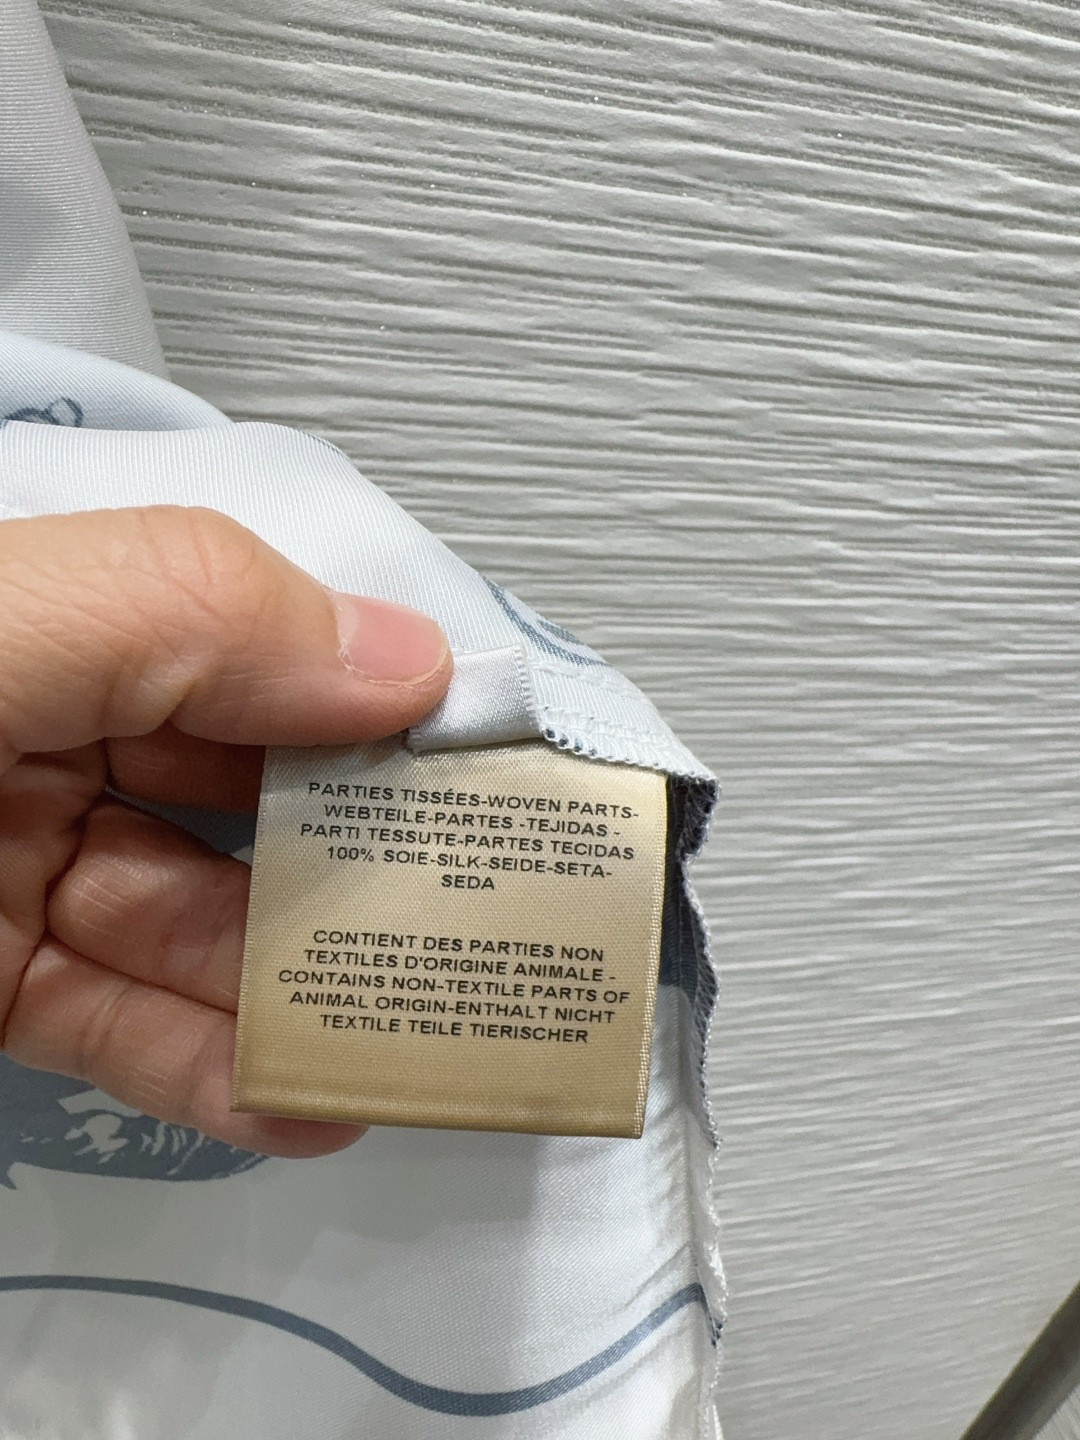 PARTIES TISSÉES-WOVEN PARTS-
WEBTEILE-PARTES -TEJIDAS -
PARTI TESSUTE-PARTES TECIDAS
100% SOIE-SILK-SEIDE-SETA-
SEDA
CONTIENT DES PARTIES NON
TEXTILES D'ORIGINE ANIMALE -
CONTAINS NON-TEXTILE PARTS OF
ANIMAL ORIGIN-ENTHALT NICHT
TEXTILE TEILE TIERISCHER